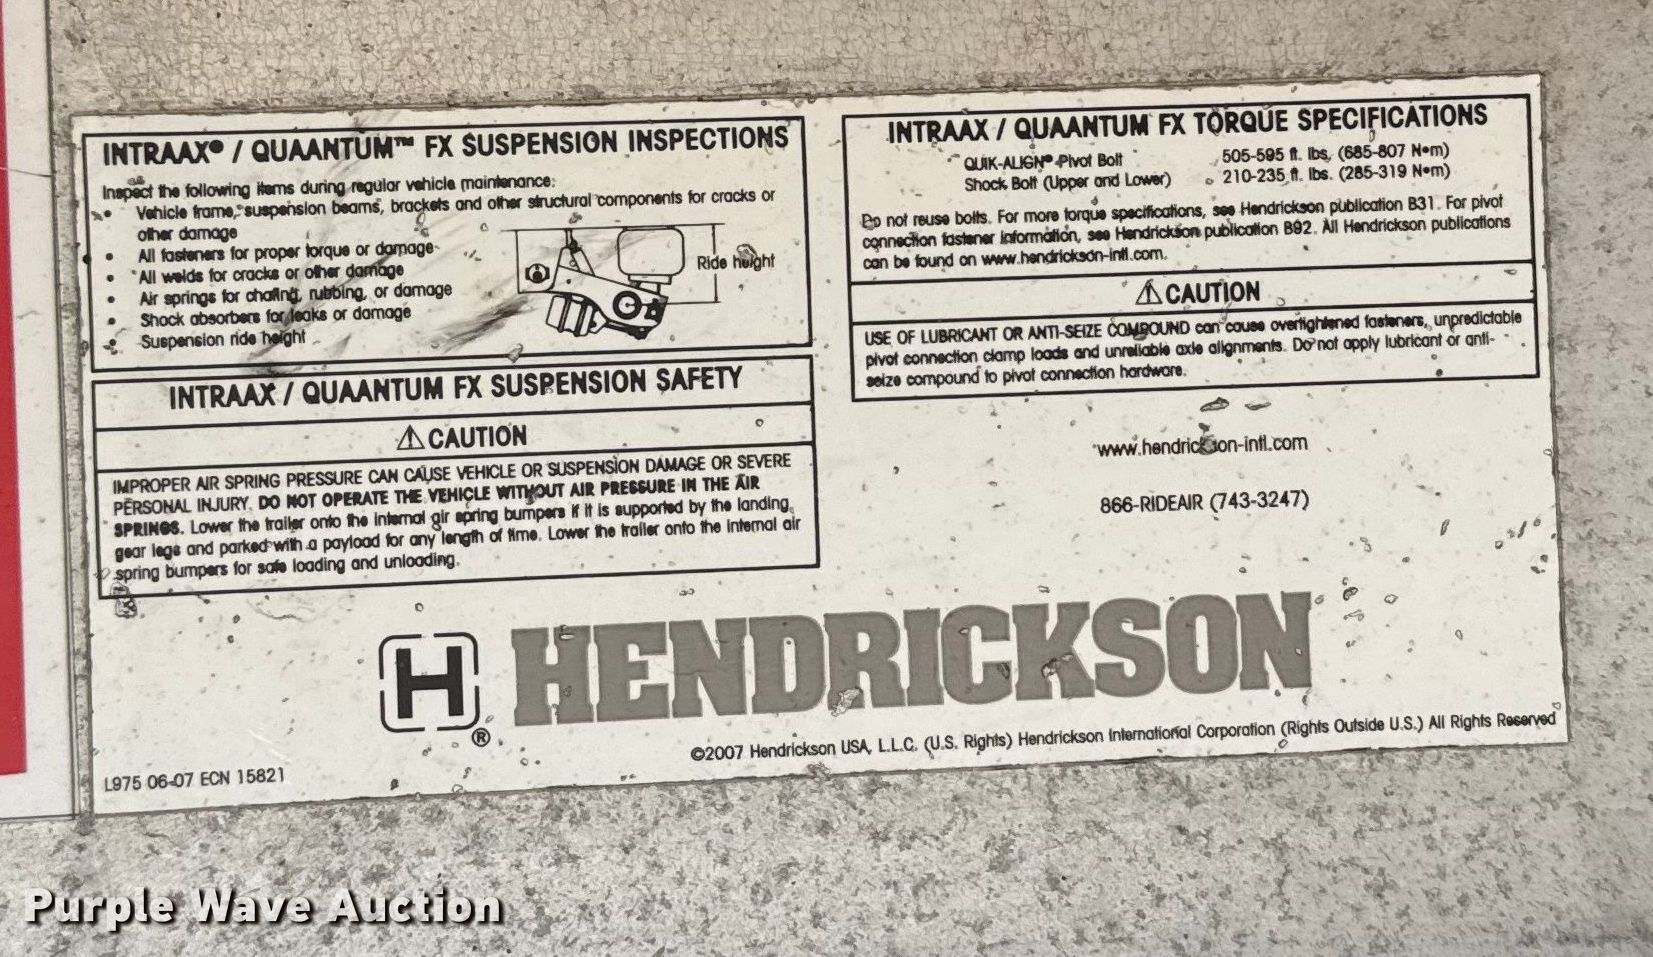 INTRAAX® / QUAANTUM™ FX SUSPENSION INSPECTIONS
Inspect the following items during regular vehicle maintenance:
• Vehicle frame, suspension beams, brackets and other structural components for cracks or
other damage
• All fasteners for proper torque or damage
• All welds for cracks or other damage
• Air springs for chafing, rubbing, or damage
• Shock absorbers for leaks or damage
• Suspension ride height
Ride height
INTRAAX / QUAANTUM FX SUSPENSION SAFETY
⚠ CAUTION
IMPROPER AIR SPRING PRESSURE CAN CAUSE VEHICLE OR SUSPENSION DAMAGE OR SEVERE
PERSONAL INJURY. DO NOT OPERATE THE VEHICLE WITHOUT AIR PRESSURE IN THE AIR
SPRINGS. Lower the trailer onto the internal air spring bumpers if it is supported by the landing
gear legs and parked with a payload for any length of time. Lower the trailer onto the internal air
spring bumpers for safe loading and unloading.
INTRAAX / QUAANTUM FX TORQUE SPECIFICATIONS
QUIK-ALIGN® Pivot Bolt 505-595 ft. lbs. (685-807 N•m)
Shock Bolt (Upper and Lower) 210-235 ft. lbs. (285-319 N•m)
Do not reuse bolts. For more torque specifications, see Hendrickson publication B31. For pivot
connection fastener information, see Hendrickson publication B92. All Hendrickson publications
can be found on www.hendrickson-intl.com.
⚠ CAUTION
USE OF LUBRICANT OR ANTI-SEIZE COMPOUND can cause overtightened fasteners, unpredictable
pivot connection clamp loads and unreliable axle alignments. Do not apply lubricant or anti-
seize compound to pivot connection hardware.
www.hendrickson-intl.com
866-RIDEAIR (743-3247)
H® HENDRICKSON
©2007 Hendrickson USA, L.L.C. (U.S. Rights) Hendrickson International Corporation (Rights Outside U.S.) All Rights Reserved
L975 06-07 ECN 15821
Purple Wave Auction